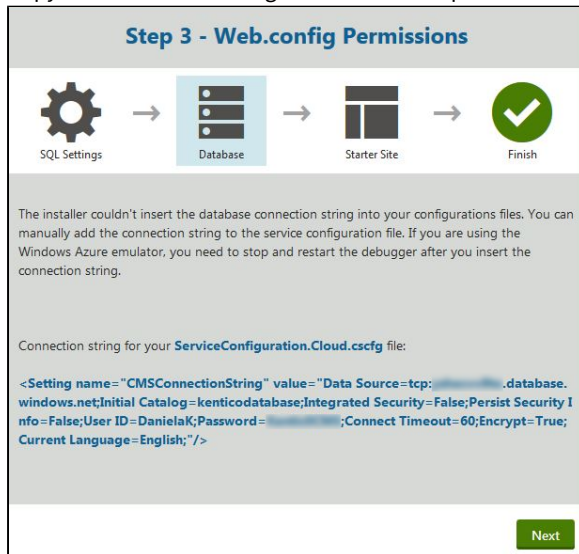 Step 3 - Web.config Permissions
SQL Settings
Database
Starter Site
Finish
The installer couldn't insert the database connection string into your configurations files. You can
manually add the connection string to the service configuration file. If you are using the
Windows Azure emulator, you need to stop and restart the debugger after you insert the
connection string.
Connection string for your ServiceConfiguration.Cloud.cscfg file:
<Setting name="CMSConnectionString" value="Data Source=tcp: .database.
windows.net;Initial Catalog=kenticodatabase;Integrated Security=False;Persist Security I
nfo=False;User ID=DanielaK;Password= ;Connect Timeout=60;Encrypt=True;
Current Language=English;"/>
Next